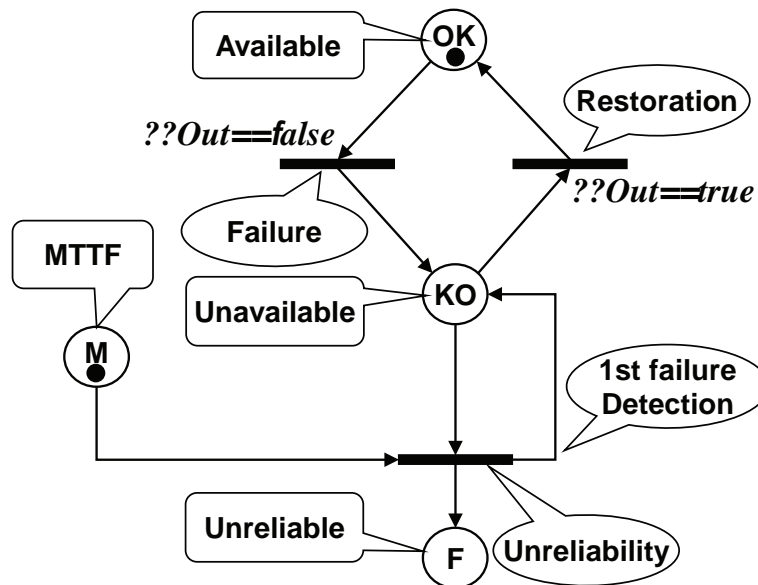 OK
Available
Restoration
??Out==false
??Out==true
Failure
MTTF
KO
Unavailable
M
1st failure
Detection
Unreliable
F
Unreliability